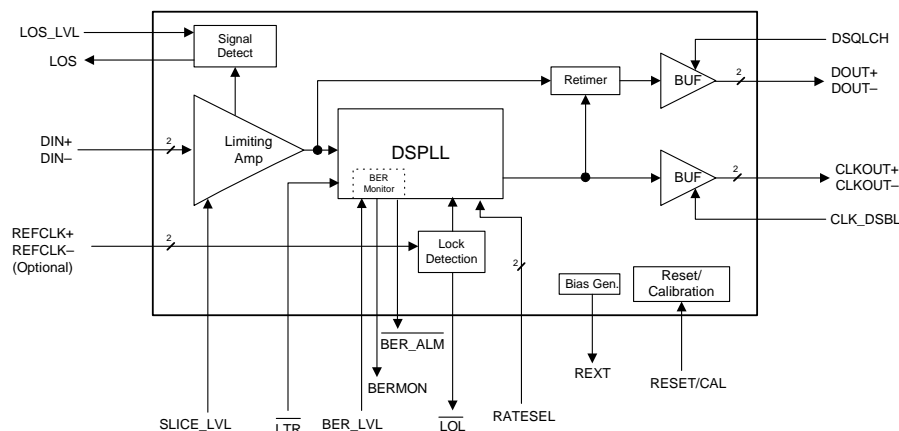 LOS_LVL
LOS
Signal
Detect
DSQLCH
Retimer
BUF
2
DOUT+
DOUT–
DIN+
DIN–
2
Limiting
Amp
DSPLL
BER
Monitor
BUF
2
CLKOUT+
CLKOUT–
CLK_DSBL
REFCLK+
REFCLK–
(Optional)
2
Lock
Detection
2
Bias Gen.
Reset/
Calibration
BER_ALM
BERMON
REXT
RESET/CAL
SLICE_LVL
LTR
BER_LVL
LOL
RATESEL